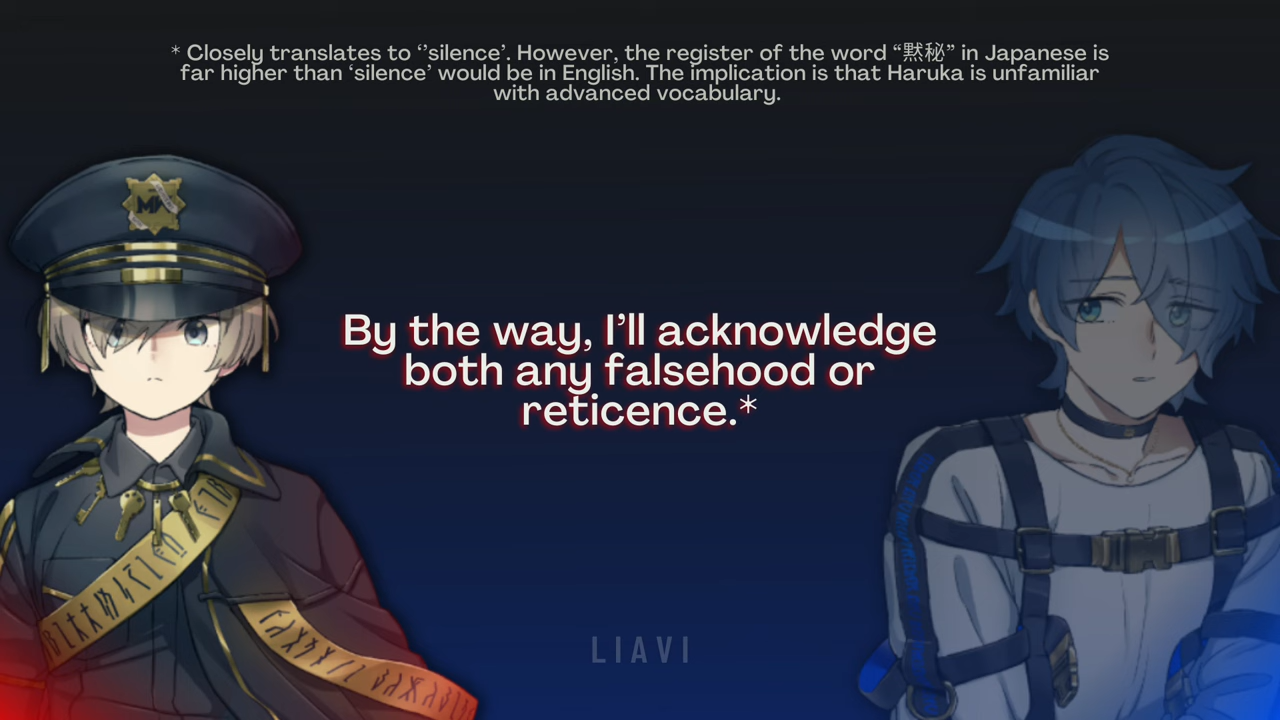 * Closely translates to ‘’silence’. However, the register of the word “黙秘” in Japanese is
far higher than ‘silence’ would be in English. The implication is that Haruka is unfamiliar
with advanced vocabulary.
By the way, I’ll acknowledge
both any falsehood or
reticence.*
LIAVI